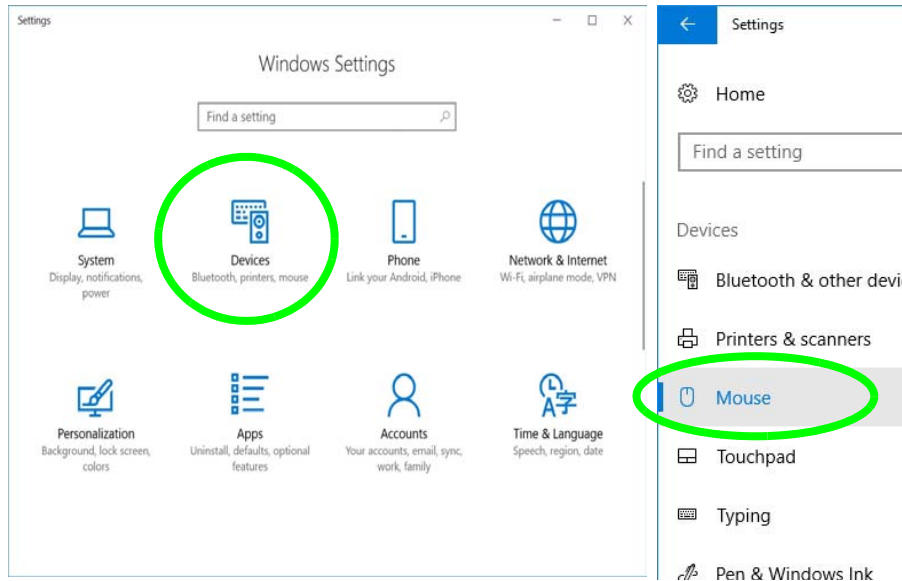 Settings
Windows Settings
Find a setting
System
Display, notifications,
power
Devices
Bluetooth, printers, mouse
Phone
Link your Android, iPhone
Network & Internet
Wi-Fi, airplane mode, VPN
Personalization
Background, lock screen,
colors
Apps
Uninstall, defaults, optional
features
Accounts
Your accounts, email, sync,
work, family
Time & Language
Speech, region, date
Settings
Home
Find a setting
Devices
Bluetooth & other devi
Printers & scanners
Mouse
Touchpad
Typing
Pen & Windows Ink